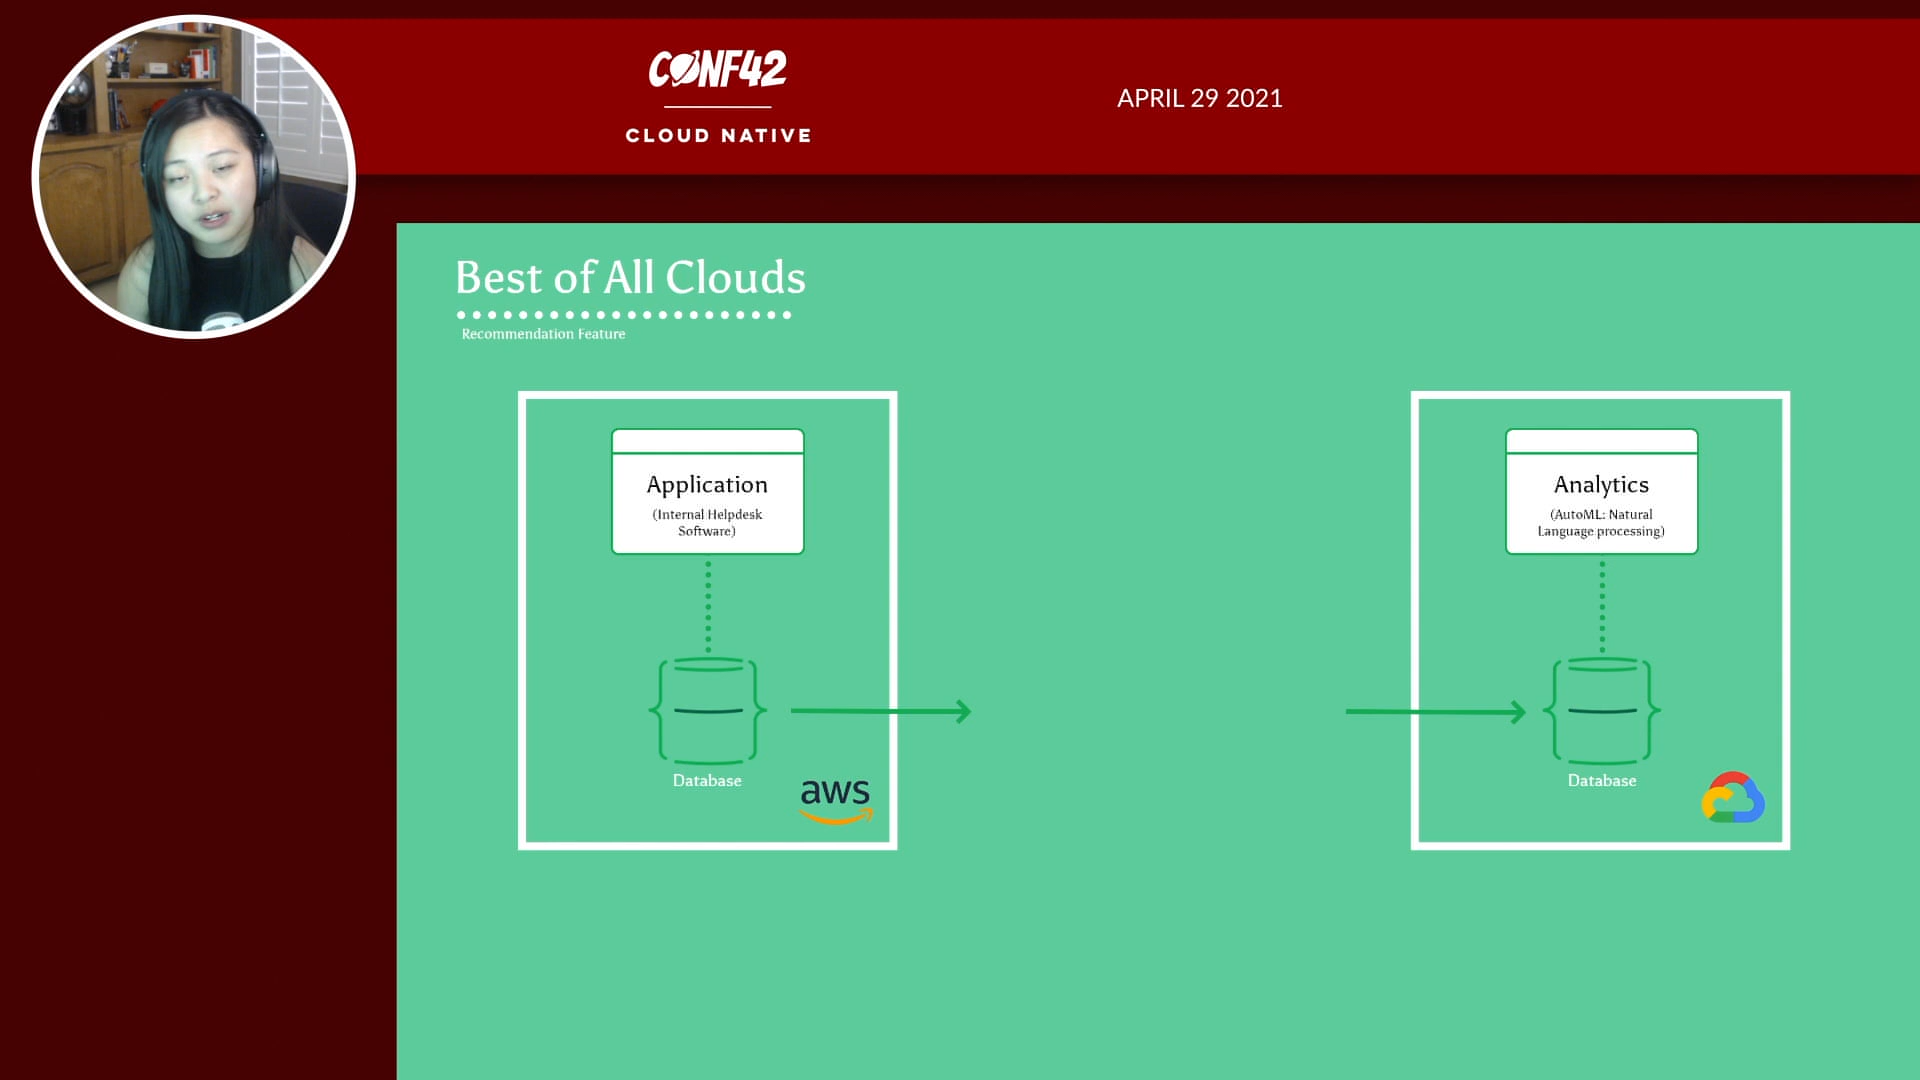 CONF42
CLOUD NATIVE
APRIL 29 2021
Best of All Clouds
Recommendation Feature
Application
(Internal Helpdesk
Software)
Database
aws
Analytics
(AutoML: Natural
Language processing)
Database